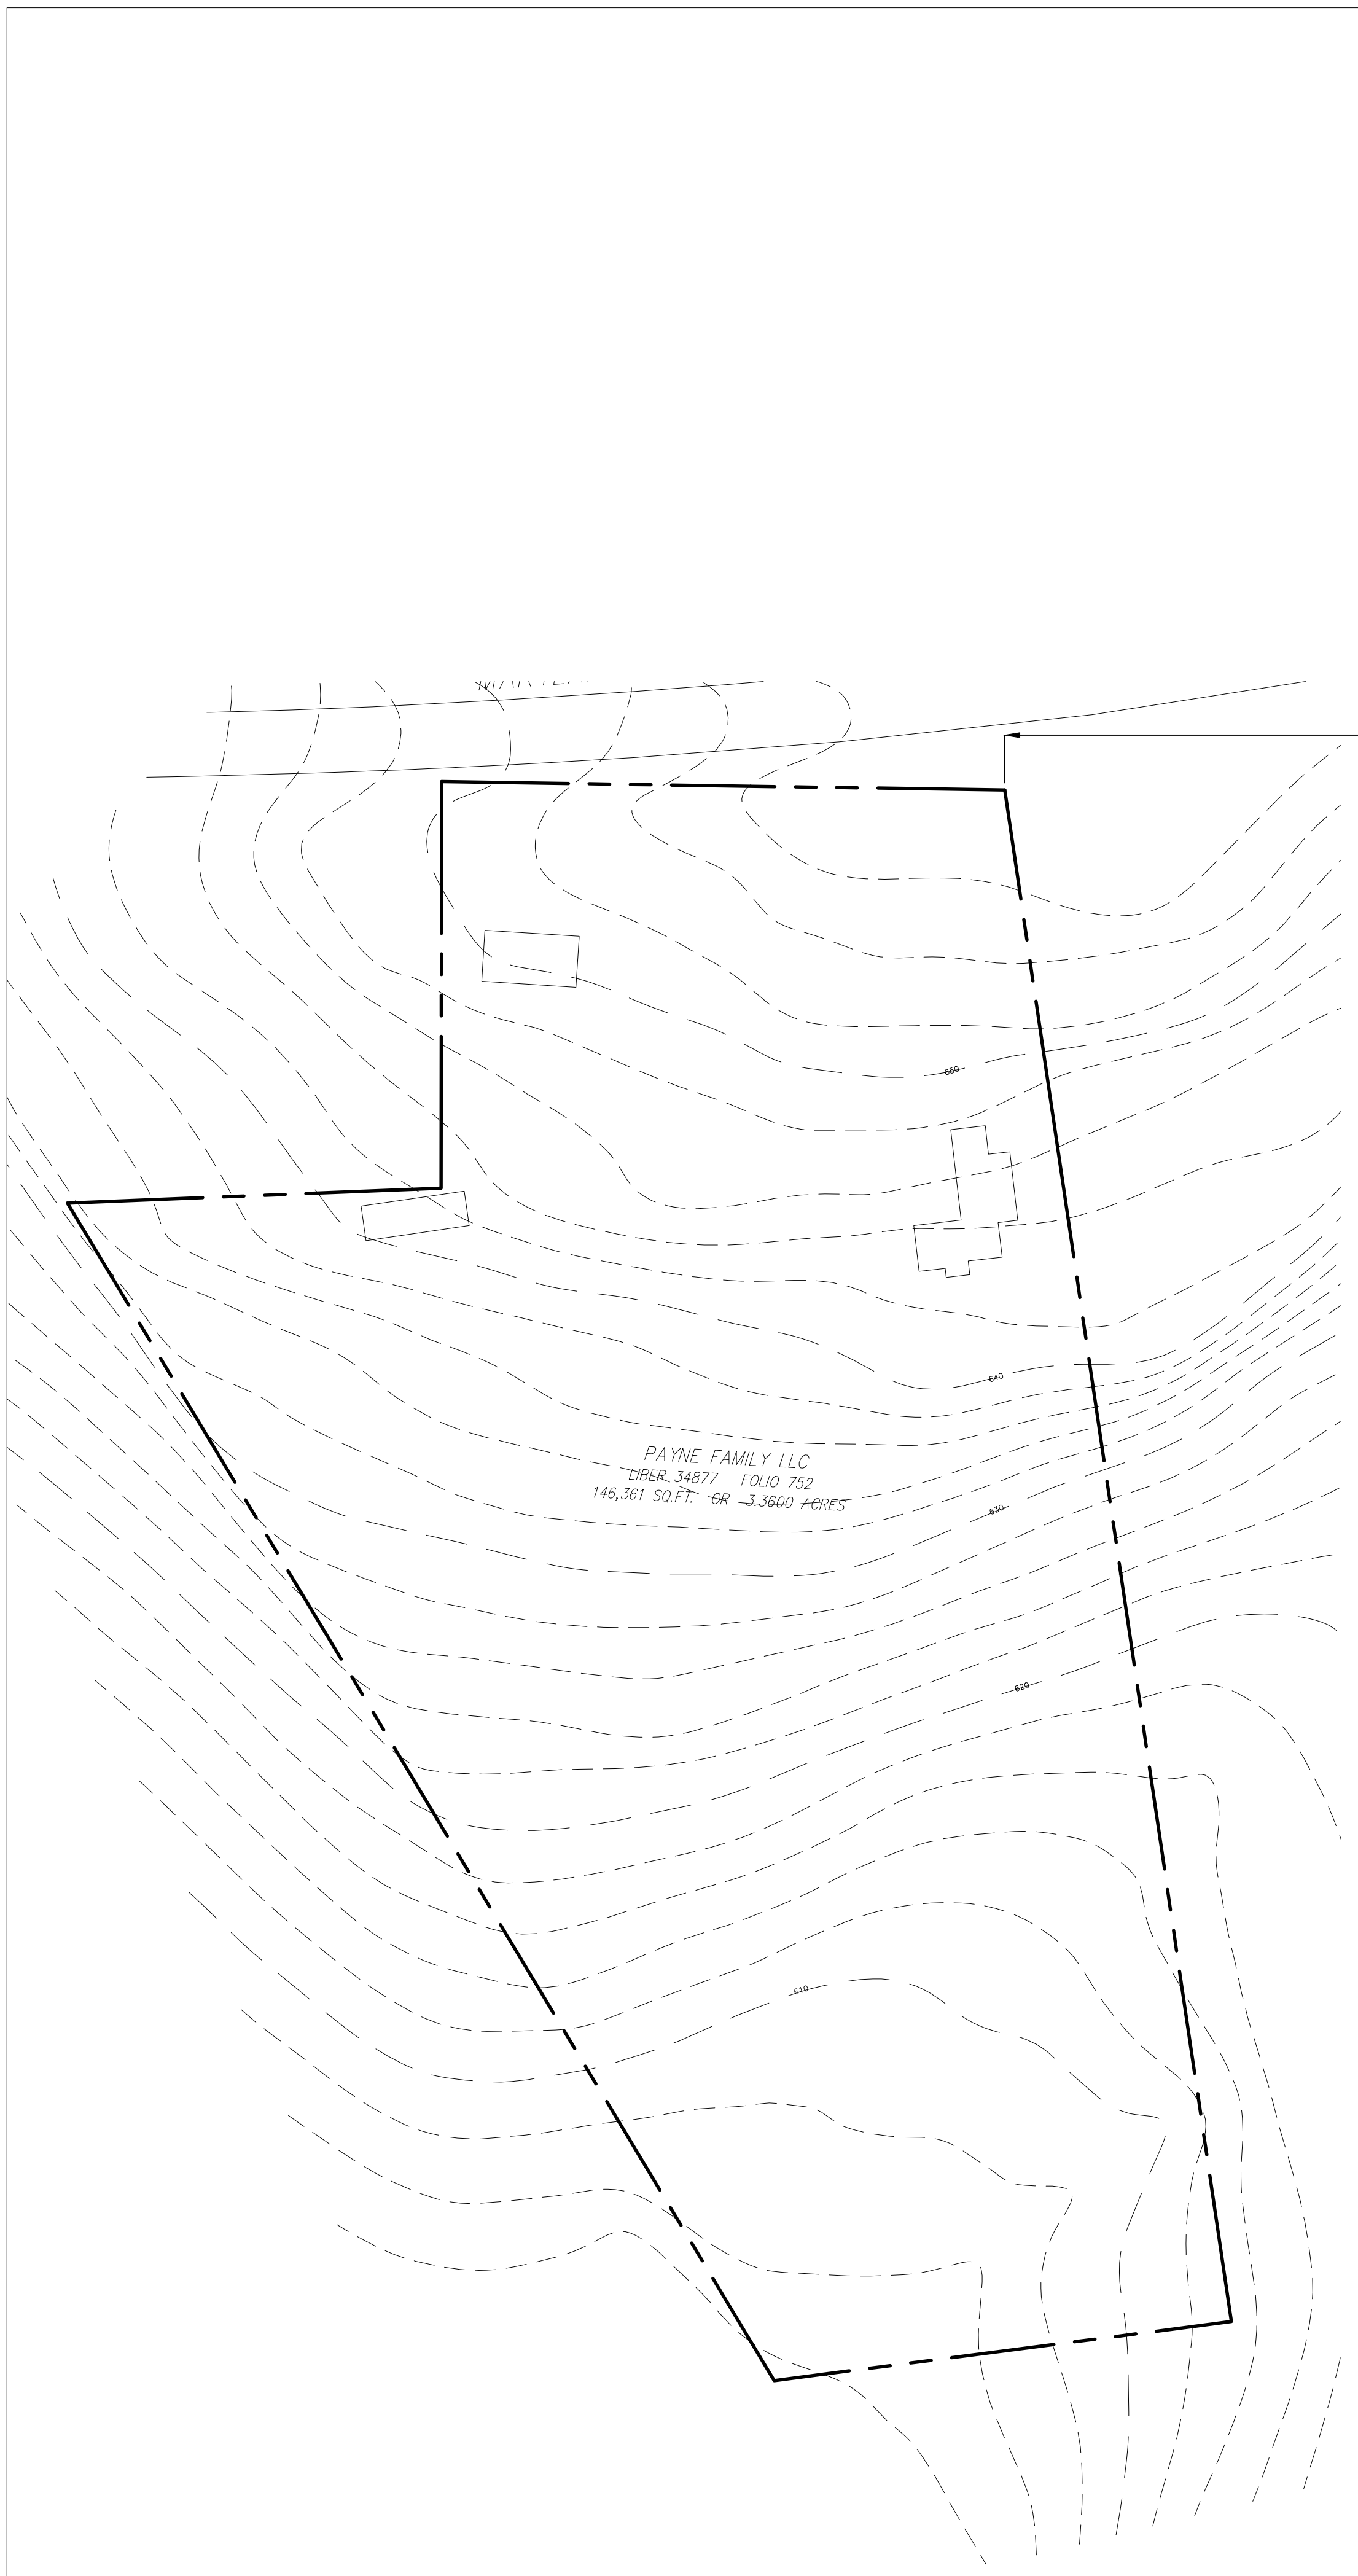 650
640
PAYNE FAMILY LLC
LIBER 34877 FOLIO 752
146,361 SQ.FT. OR 3.3600 ACRES
630
620
610